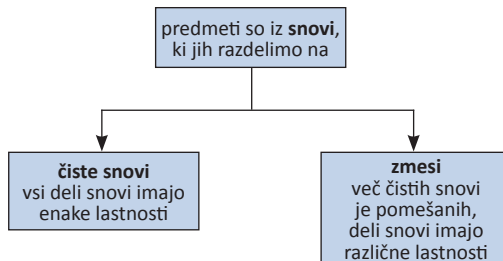 predmeti so iz snovi,
ki jih razdelimo na
čiste snovi
vsi deli snovi imajo
enake lastnosti
zmesi
več čistih snovi
je pomešanih,
deli snovi imajo
različne lastnosti